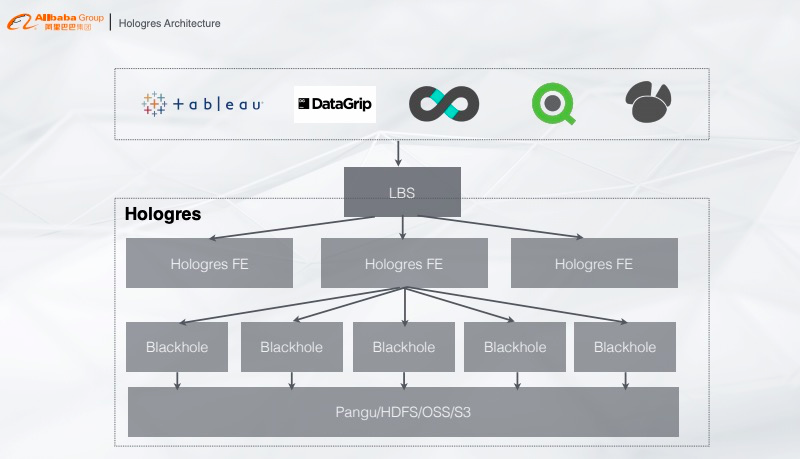 Alibaba Group
阿里巴巴集团
Hologres Architecture
+ableau
DataGrip
LBS
Hologres
Hologres FE
Hologres FE
Hologres FE
Blackhole
Blackhole
Blackhole
Blackhole
Blackhole
Pangu/HDFS/OSS/S3